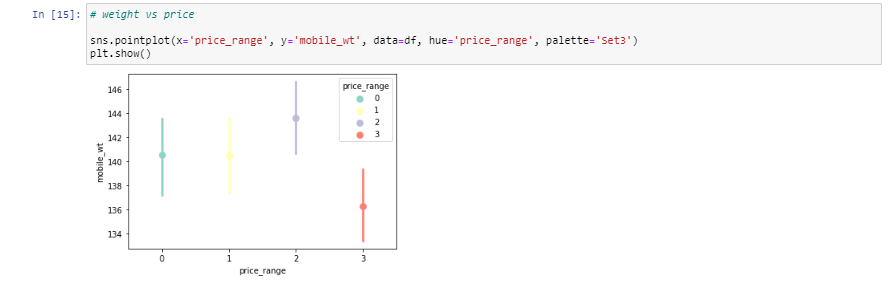 In [15]: # weight vs price
sns.pointplot(x='price_range', y='mobile_wt', data=df, hue='price_range', palette='Set3')
plt.show()
price_range
0
1
2
3
146
144
142
140
138
136
134
mobile_wt
0 1 2 3
price_range